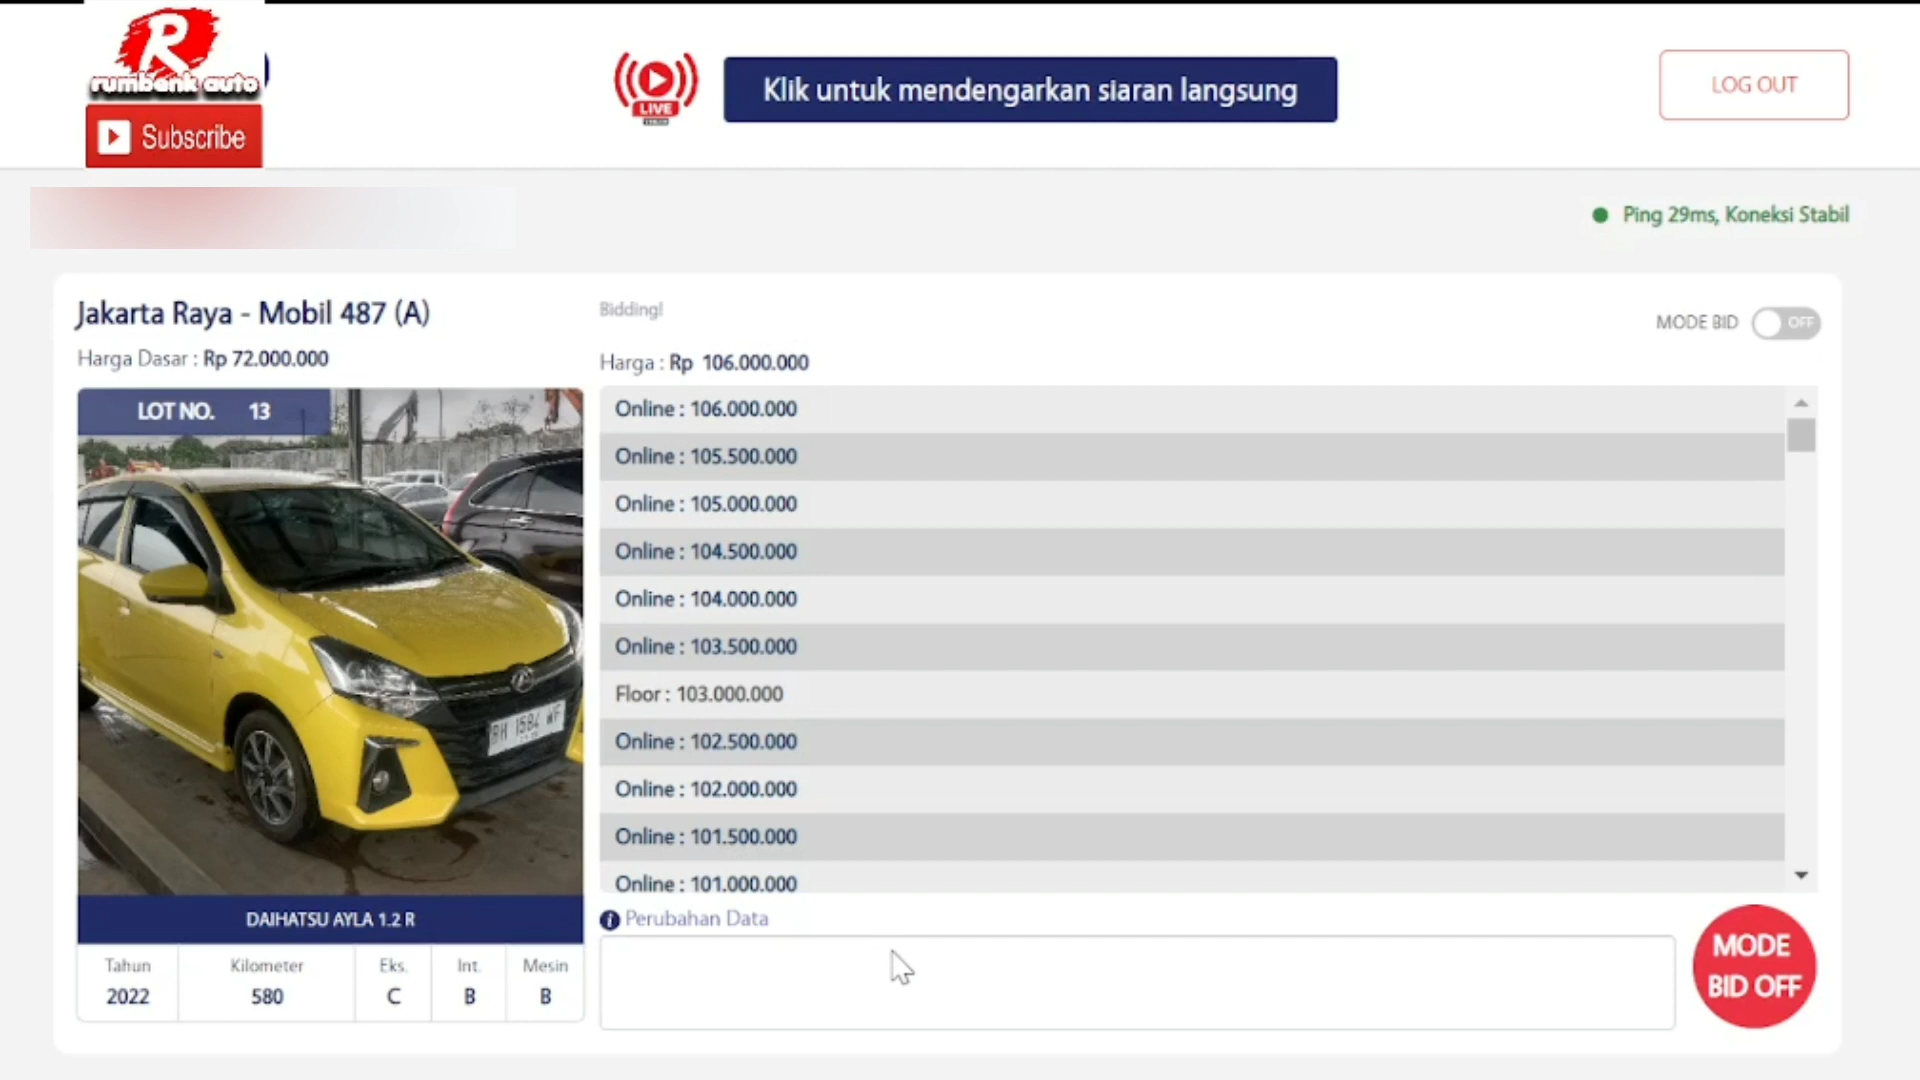 R
rumbank auto
Subscribe
LIVE
Klik untuk mendengarkan siaran langsung
LOG OUT
Ping 29ms, Koneksi Stabil
Jakarta Raya - Mobil 487 (A)
Harga Dasar : Rp 72.000.000
LOT NO. 13
BH 1584 WF
DAIHATSU AYLA 1.2 R
Tahun Kilometer Eks. Int. Mesin
2022 580 C B B
Bidding!
MODE BID OFF
Harga : Rp 106.000.000
Online : 106.000.000
Online : 105.500.000
Online : 105.000.000
Online : 104.500.000
Online : 104.000.000
Online : 103.500.000
Floor : 103.000.000
Online : 102.500.000
Online : 102.000.000
Online : 101.500.000
Online : 101.000.000
Perubahan Data
MODE
BID OFF